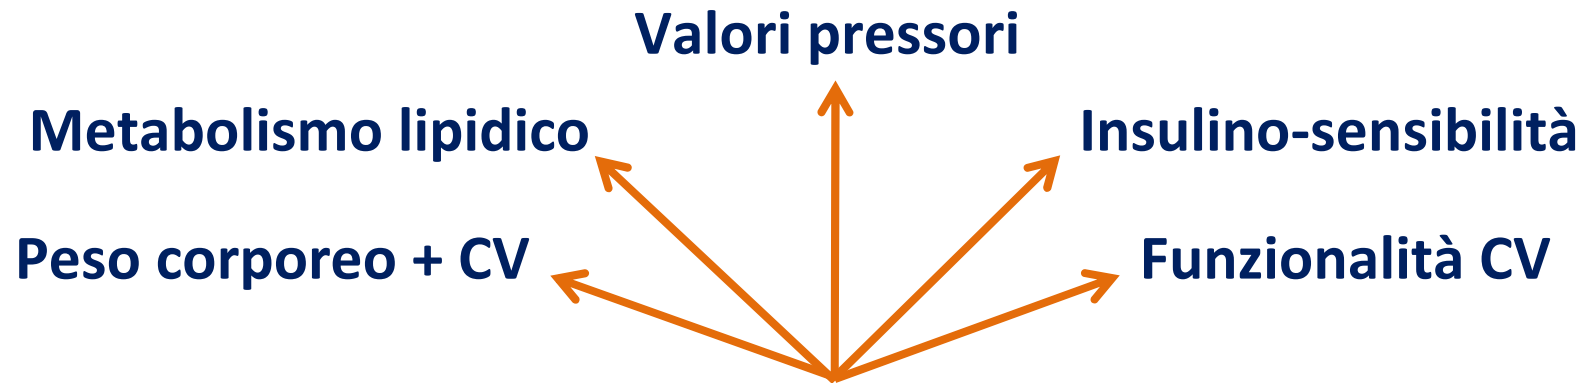 Valori pressori
Metabolismo lipidico
Insulino-sensibilità
Peso corporeo + CV
Funzionalità CV